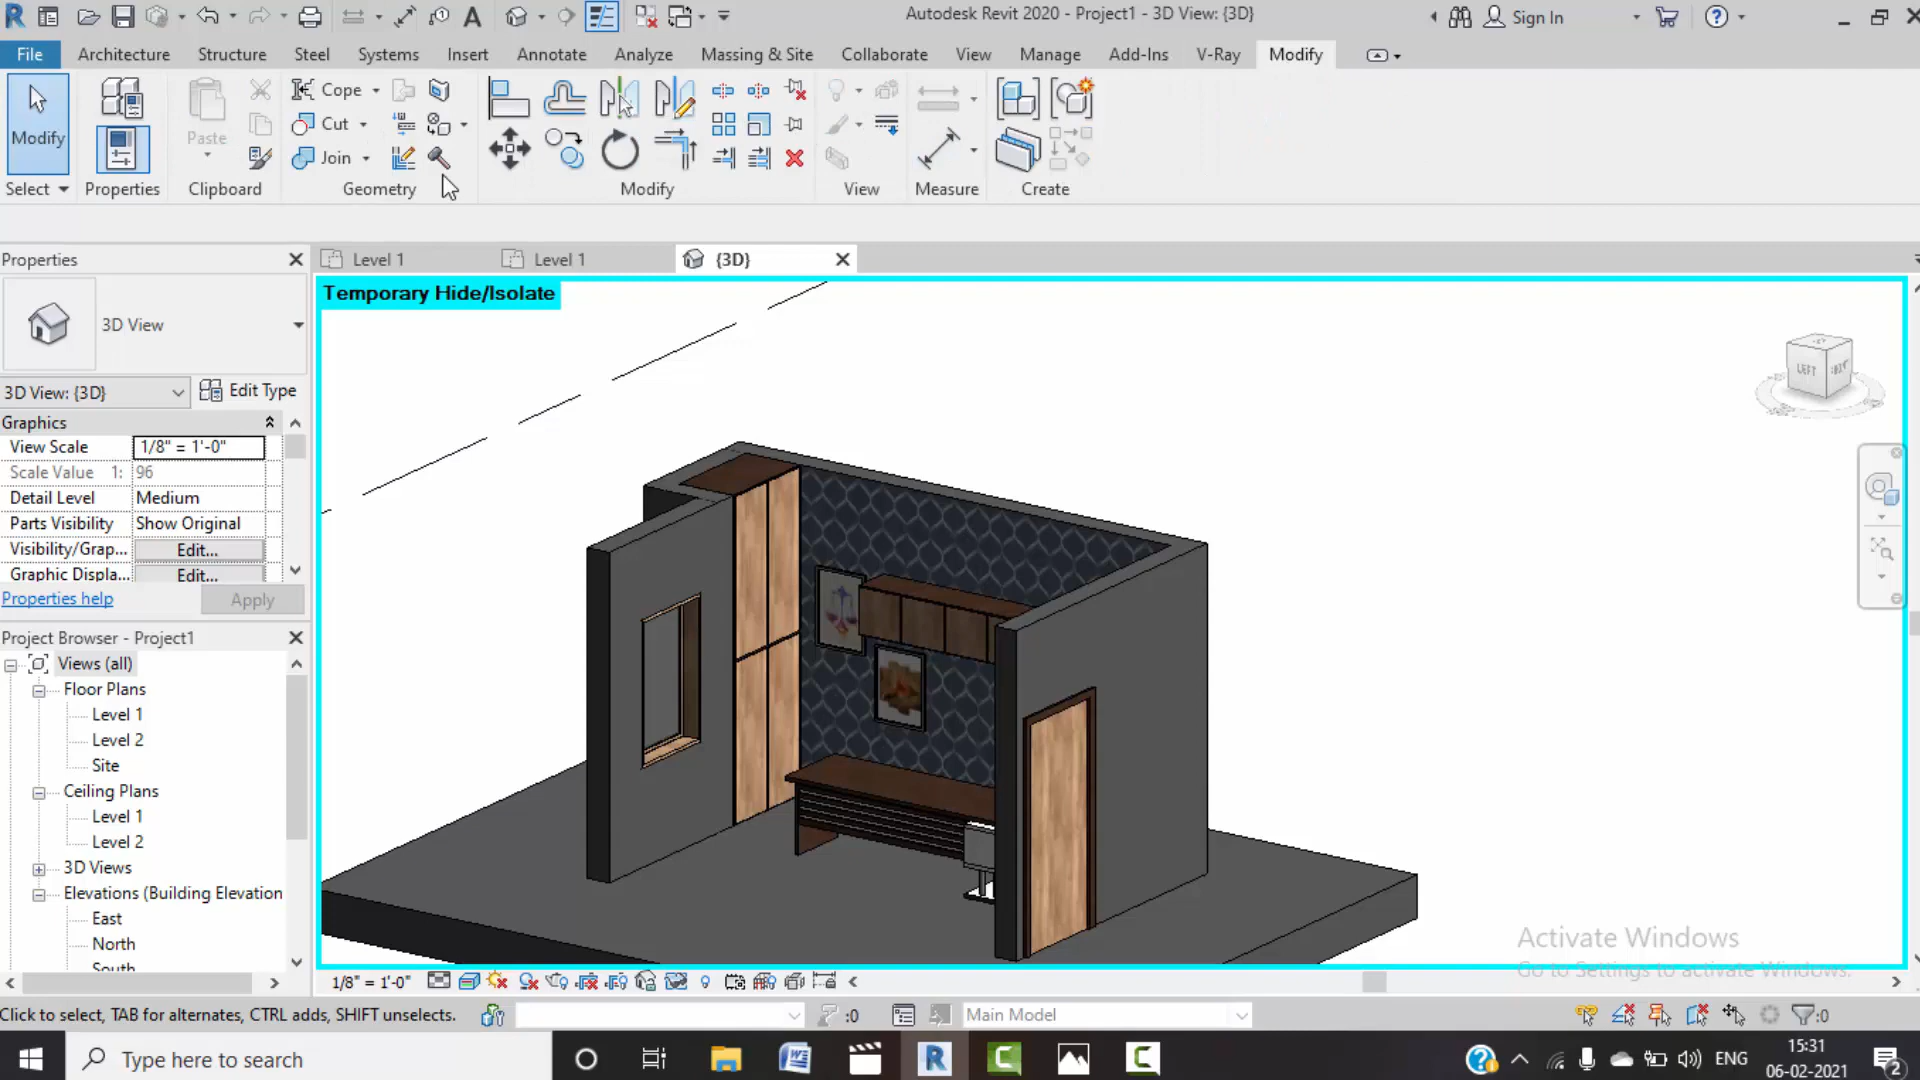 Autodesk Revit 2020 - Project1 - 3D View: {3D}
Sign In
File
Architecture
Structure
Steel
Systems
Insert
Annotate
Analyze
Massing & Site
Collaborate
View
Manage
Add-Ins
V-Ray
Modify
Modify
Paste
Cope
Cut
Join
Select
Properties
Clipboard
Geometry
Modify
View
Measure
Create
Properties
Level 1
Level 1
{3D}
3D View
Temporary Hide/Isolate
LEFT
3D View: {3D}
Edit Type
Graphics
View Scale
1/8" = 1'-0"
Scale Value 1:
96
Detail Level
Medium
Parts Visibility
Show Original
Visibility/Grap...
Edit...
Graphic Displa...
Edit...
Properties help
Apply
Project Browser - Project1
Views (all)
Floor Plans
Level 1
Level 2
Site
Ceiling Plans
Level 1
Level 2
3D Views
Elevations (Building Elevation
East
North
South
Activate Windows
Go to Settings to activate Windows.
1/8" = 1'-0"
Click to select, TAB for alternates, CTRL adds, SHIFT unselects.
:0
Main Model
:0
Type here to search
ENG
15:31
06-02-2021
2